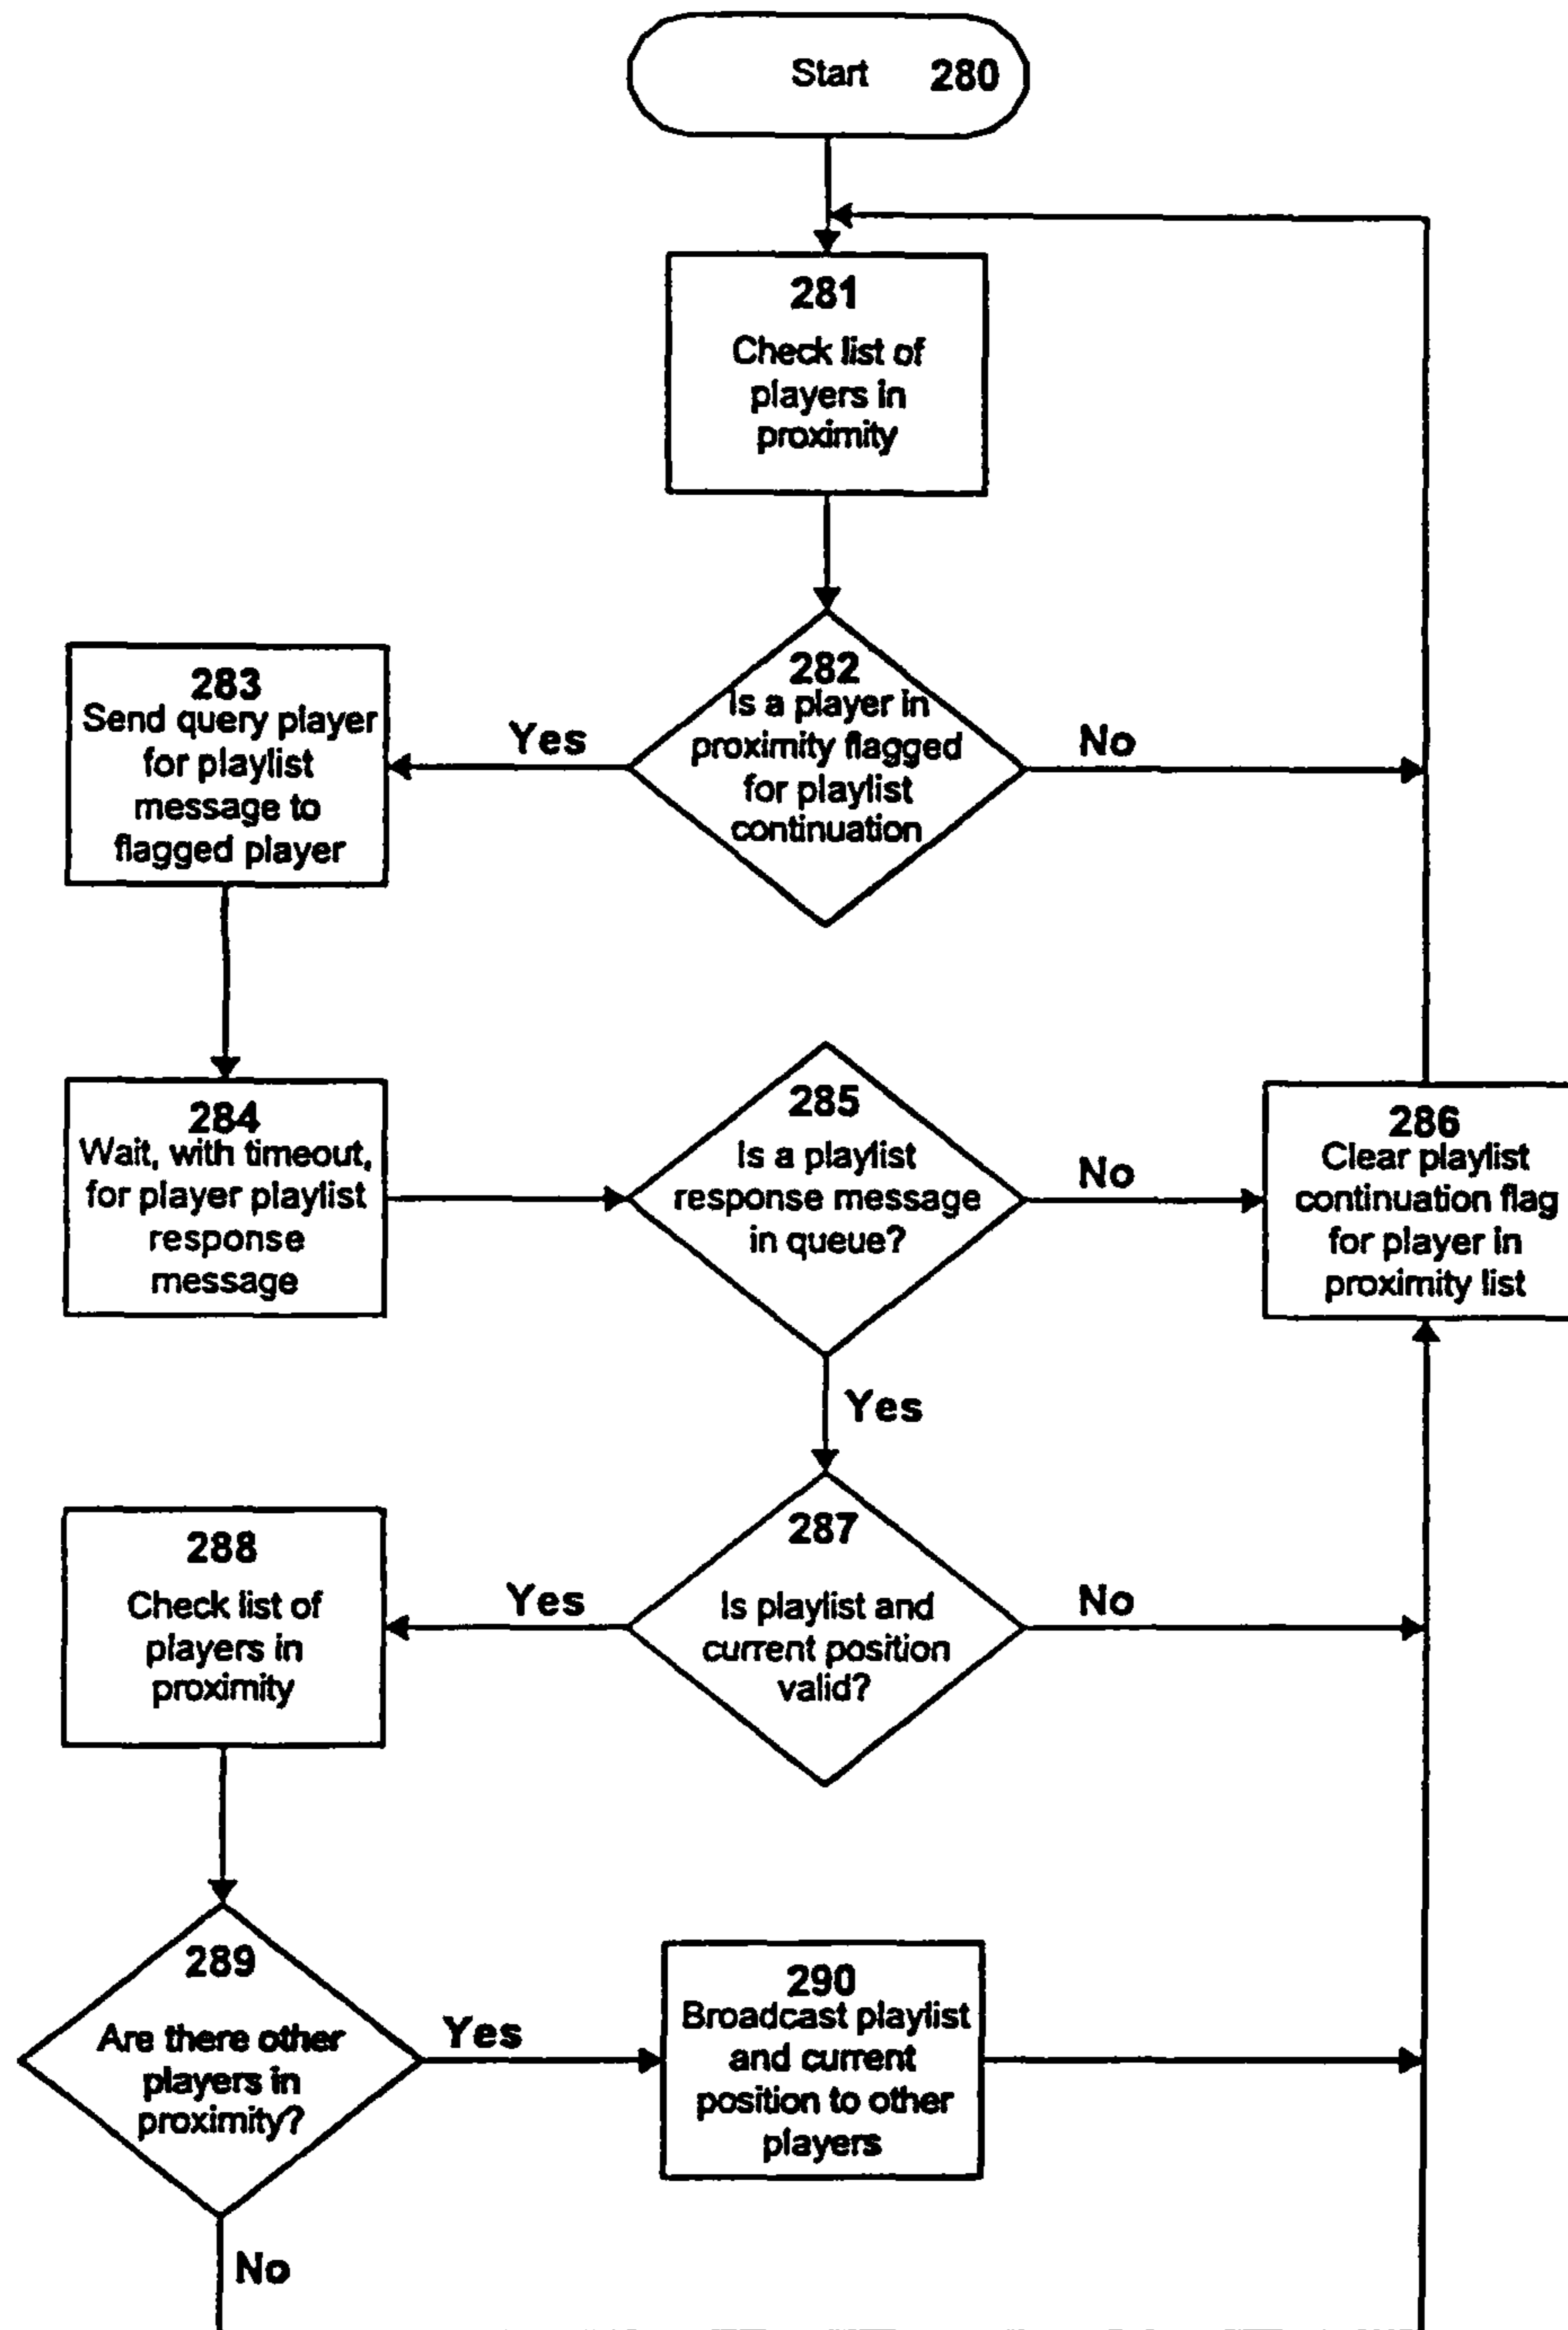 Start 280
281
Check list of
players in
proximity
282
Is a player in
proximity flagged
for playlist
continuation
Yes
No
283
Send query player
for playlist
message to
flagged player
284
Wait, with timeout,
for player playlist
response
message
285
Is a playlist
response message
in queue?
No
Yes
286
Clear playlist
continuation flag
for player in
proximity list
287
Is playlist and
current position
valid?
Yes
No
288
Check list of
players in
proximity
289
Are there other
players in
proximity?
Yes
No
290
Broadcast playlist
and current
position to other
players